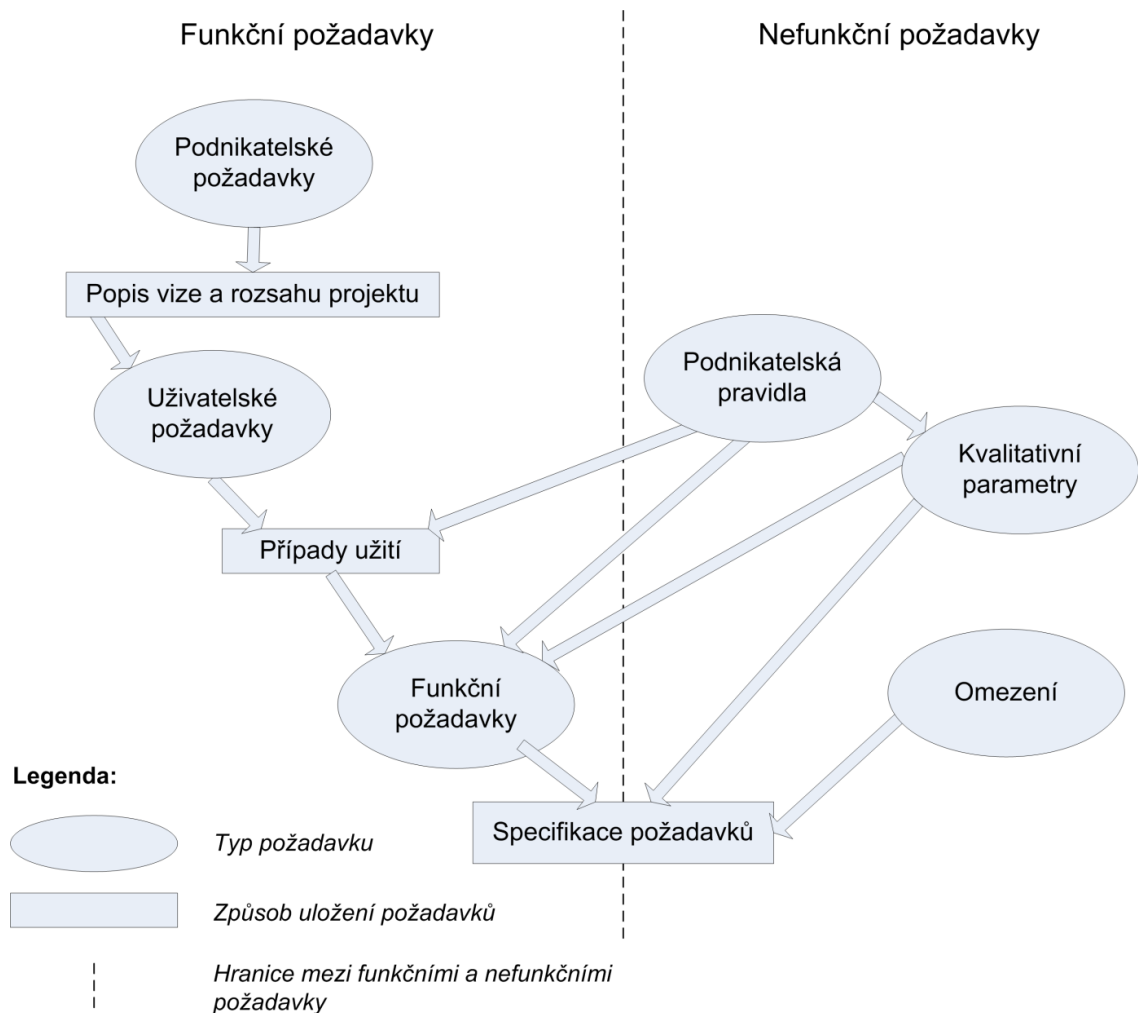 Funkční požadavky
Nefunkční požadavky
Podnikatelské
požadavky
Popis vize a rozsahu projektu
Uživatelské
požadavky
Podnikatelská
pravidla
Kvalitativní
parametry
Případy užití
Funkční
požadavky
Omezení
Specifikace požadavků
Legenda:
Typ požadavku
Způsob uložení požadavků
Hranice mezi funkčními a nefunkčními
požadavky